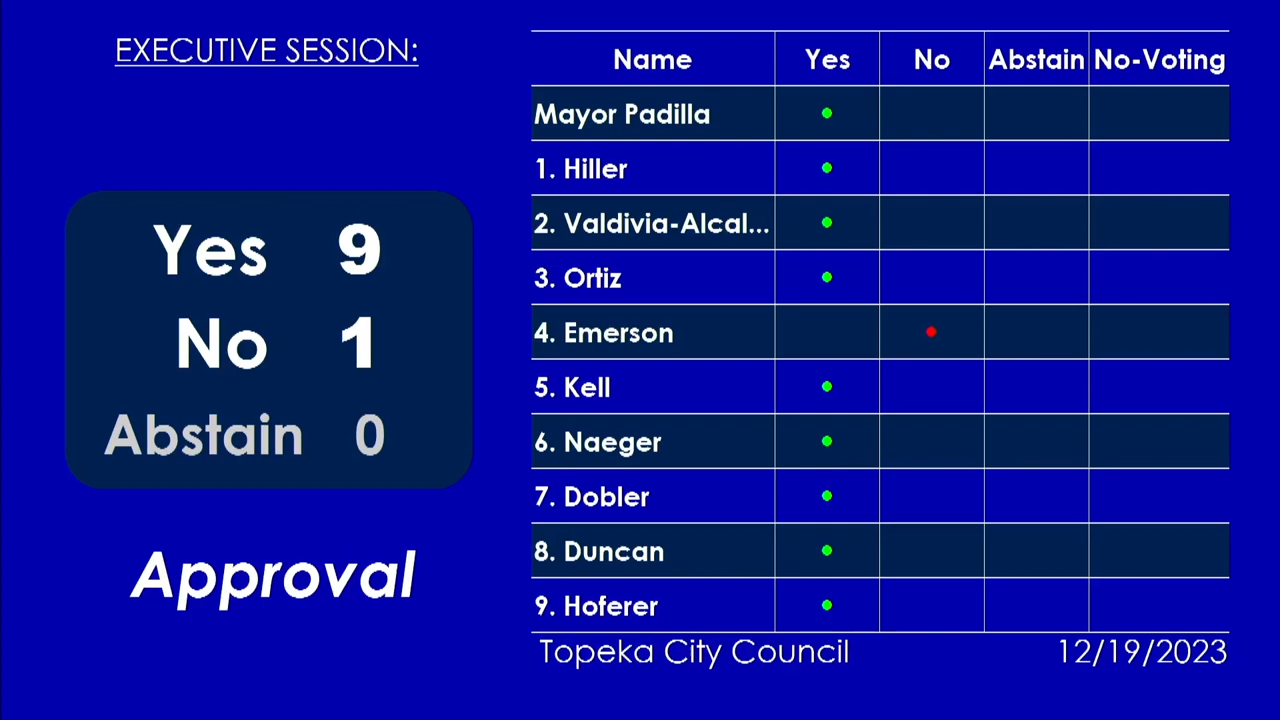 EXECUTIVE SESSION:
Yes 9
No 1
Abstain 0
Approval
Name Yes No Abstain No-Voting
Mayor Padilla
1. Hiller
2. Valdivia-Alcal...
3. Ortiz
4. Emerson
5. Kell
6. Naeger
7. Dobler
8. Duncan
9. Hoferer
Topeka City Council 12/19/2023